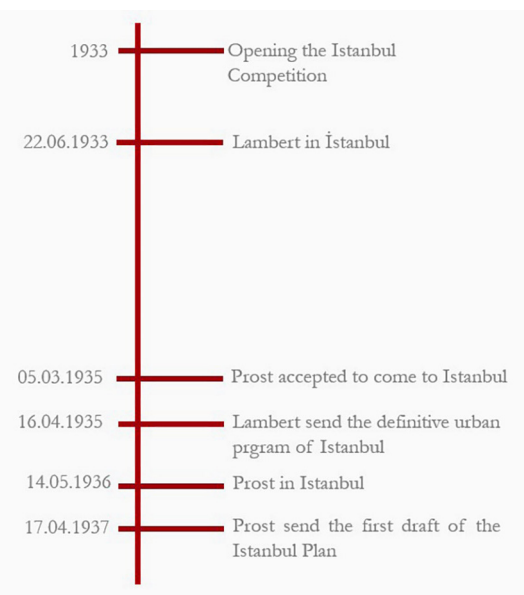 1933 Opening the Istanbul
Competition
22.06.1933 Lambert in İstanbul
05.03.1935 Prost accepted to come to Istanbul
16.04.1935 Lambert send the definitive urban
prgram of Istanbul
14.05.1936 Prost in Istanbul
17.04.1937 Prost send the first draft of the
Istanbul Plan